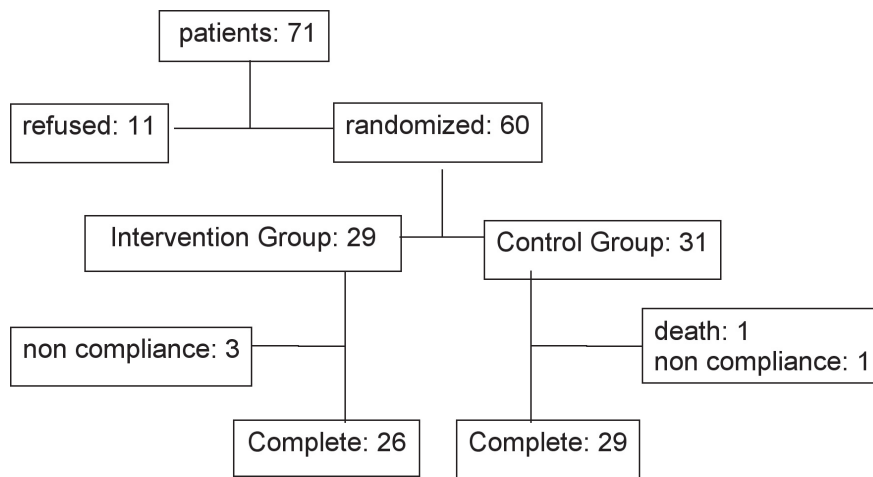 patients: 71
refused: 11
randomized: 60
Intervention Group: 29
Control Group: 31
non compliance: 3
death: 1
non compliance: 1
Complete: 26
Complete: 29